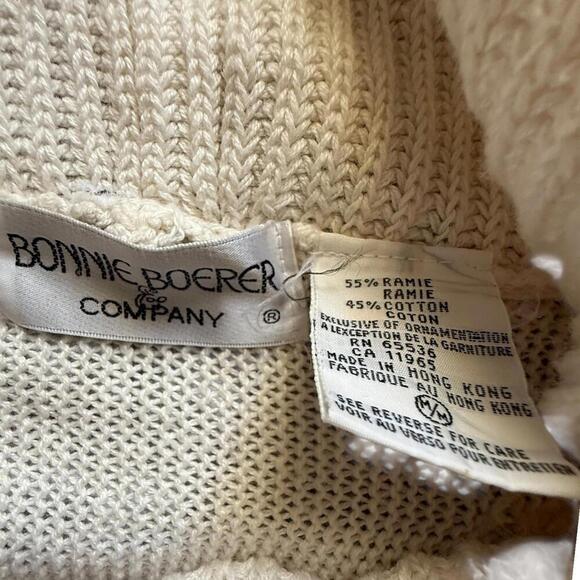 BONNIE BOERER
&
COMPANY ®
55% RAMIE
RAMIE
45% COTTON
COTON
EXCLUSIVE OF ORNAMENTATION
A LEXCEPTION DE LA GARNITURE
RN 65536
CA 11965
MADE IN HONG KONG
FABRIQUE AU HONG KONG
M/M
SEE REVERSE FOR CARE
VOIR AU VERSO POUR ENTRETIEN